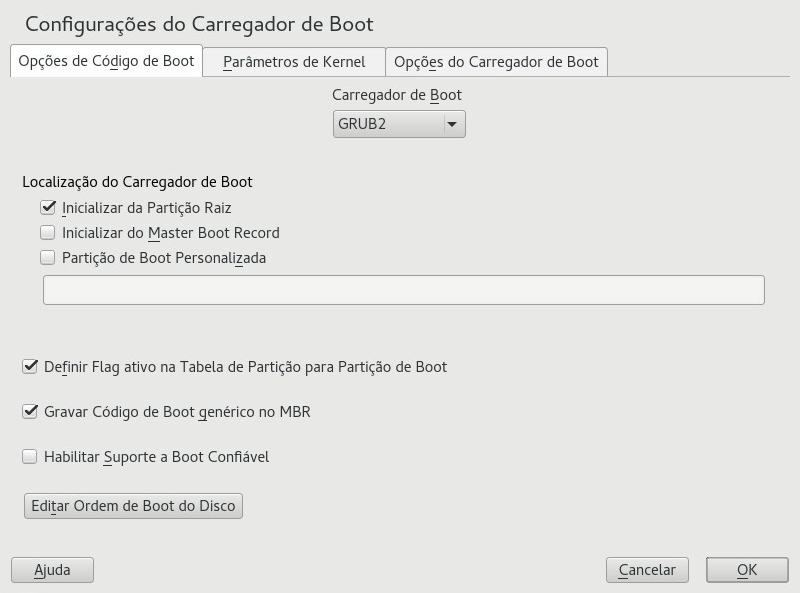 Configurações do Carregador de Boot
Opções de Código de Boot
Parâmetros de Kernel
Opções do Carregador de Boot
Carregador de Boot
GRUB2
Localização do Carregador de Boot
Inicializar da Partição Raiz
Inicializar do Master Boot Record
Partição de Boot Personalizada
Definir Flag ativo na Tabela de Partição para Partição de Boot
Gravar Código de Boot genérico no MBR
Habilitar Suporte a Boot Confiável
Editar Ordem de Boot do Disco
Ajuda
Cancelar
OK